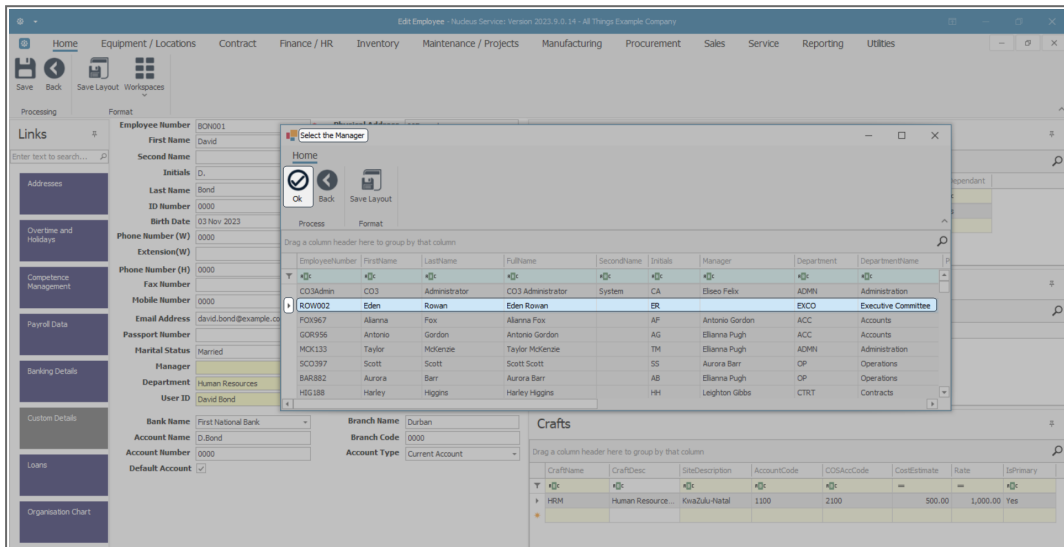 Edit Employee - Nucleus Service: Version 2023.9.0.14 - All Things Example Company
Home Equipment / Locations Contract Finance / HR Inventory Maintenance / Projects Manufacturing Procurement Sales Service Reporting Utilities
Save Back Save Layout Workspaces
Processing Format
Links
Enter text to search...
Addresses
Overtime and
Holidays
Competence
Management
Payroll Data
Banking Details
Custom Details
Loans
Organisation Chart
Employee Number BON001
First Name David
Second Name
Initials D.
Last Name Bond
ID Number 0000
Birth Date 03 Nov 2023
Phone Number (W) 0000
Extension(W)
Phone Number (H) 0000
Fax Number
Mobile Number 0000
Email Address david.bond@example.co
Passport Number
Marital Status Married
Manager
Department Human Resources
User ID David Bond
Bank Name First National Bank Branch Name Durban
Account Name D.Bond Branch Code 0000
Account Number 0000 Account Type Current Account
Default Account
Select the Manager
Home
Ok Back Save Layout
Process Format
Drag a column header here to group by that column
EmployeeNumber FirstName LastName FullName SecondName Initials Manager Department DepartmentName P
CO3Admin CO3 Administrator CO3 Administrator System CA Eliseo Felix ADMN Administration
ROW002 Eden Rowan Eden Rowan ER EXCO Executive Committee
FOX967 Alianna Fox Alianna Fox AF Antonio Gordon ACC Accounts
GOR956 Antonio Gordon Antonio Gordon AG Ellianna Pugh ACC Accounts
MCK133 Taylor McKenzie Taylor McKenzie TM Ellianna Pugh ADMN Administration
SCO397 Scott Scott Scott Scott SS Aurora Barr OP Operations
BAR882 Aurora Barr Aurora Barr AB Ellianna Pugh OP Operations
HIG188 Harley Higgins Harley Higgins HH Leighton Gibbs CTRT Contracts
ependant
Crafts
Drag a column header here to group by that column
CraftName CraftDesc SiteDescription AccountCode COSAccCode CostEstimate Rate IsPrimary
HRM Human Resource... KwaZulu-Natal 1100 2100 500.00 1,000.00 Yes